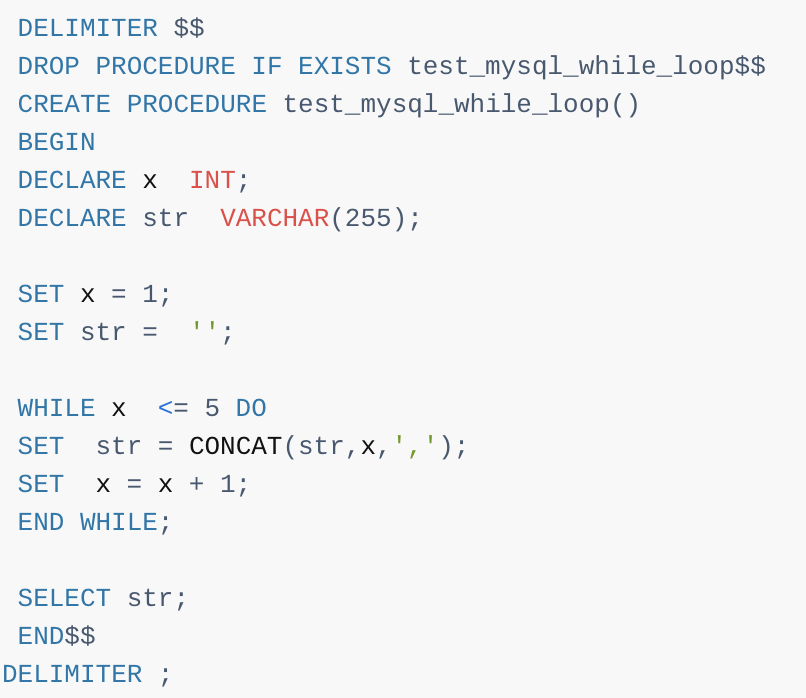 DELIMITER $$
DROP PROCEDURE IF EXISTS test_mysql_while_loop$$
CREATE PROCEDURE test_mysql_while_loop()
BEGIN
DECLARE x  INT;
DECLARE str  VARCHAR(255);
SET x = 1;
SET str =  '';
WHILE x  <= 5 DO
SET  str = CONCAT(str,x,',');
SET  x = x + 1;
END WHILE;
SELECT str;
END$$
DELIMITER ;